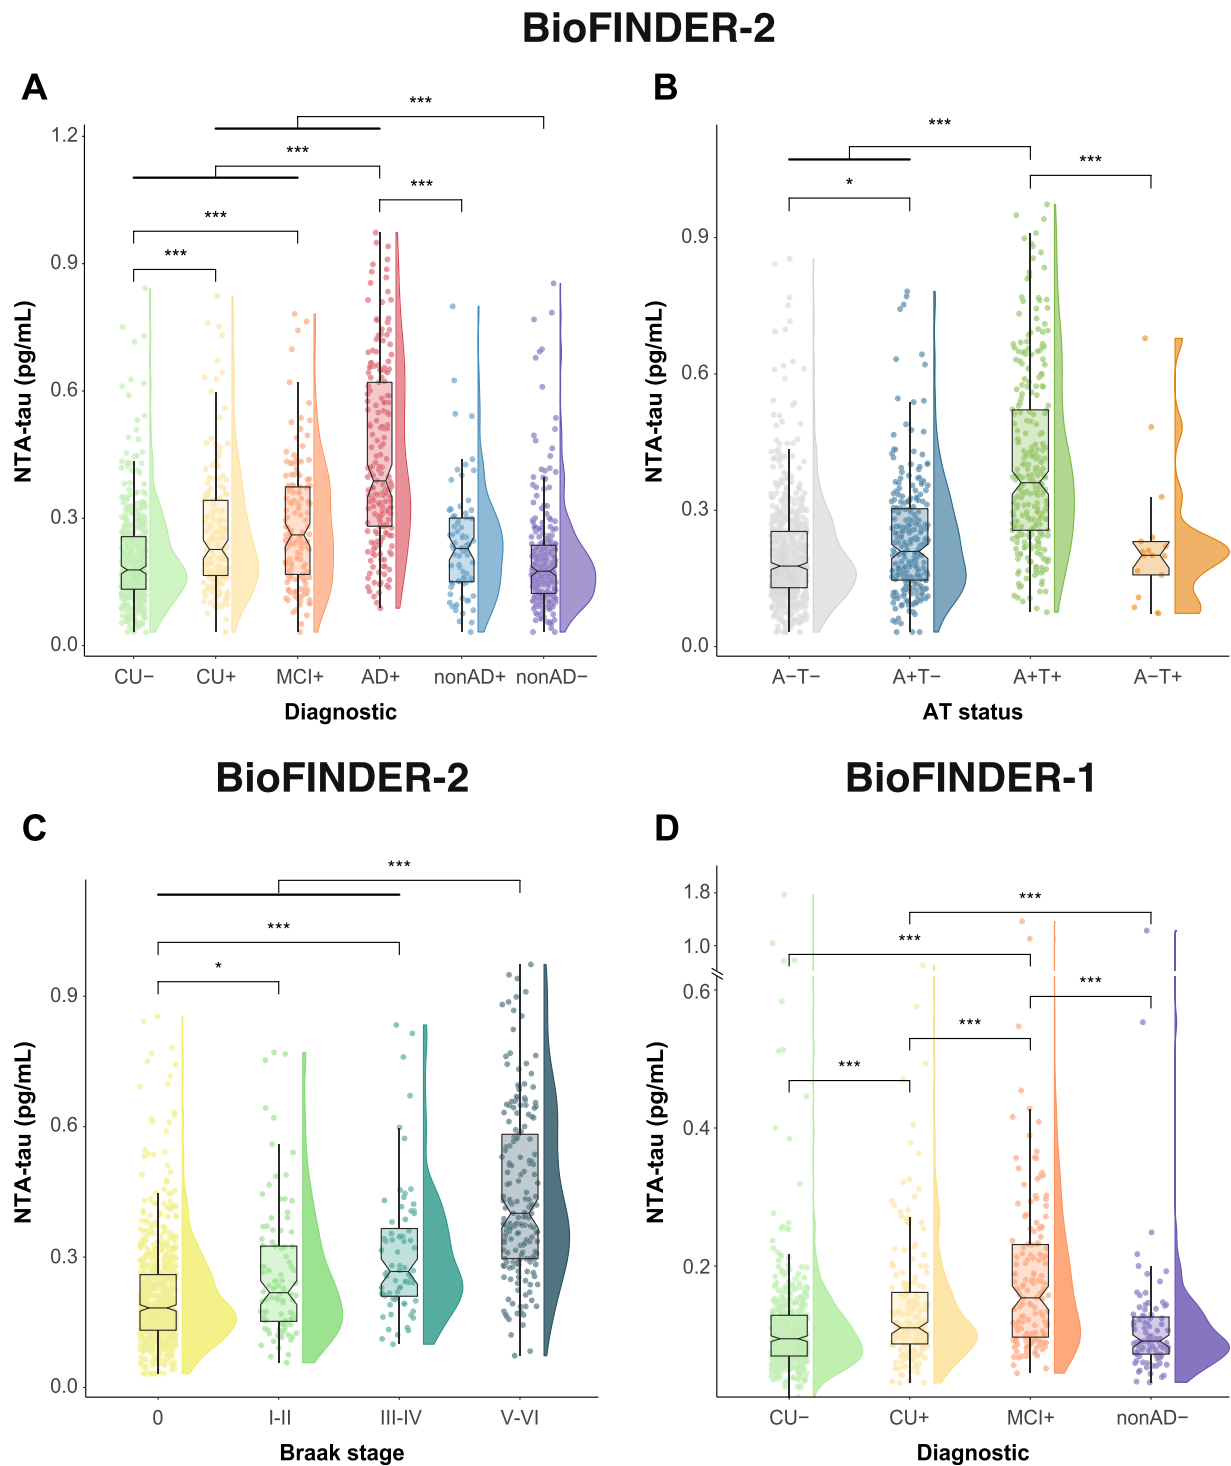 BioFINDER-2
A
B
***
***
***
***
***
***
***
*
1.2
0.9
0.6
0.3
0.0
NTA-tau (pg/mL)
CU− CU+ MCI+ AD+ nonAD+ nonAD−
Diagnostic
0.9
0.6
0.3
0.0
NTA-tau (pg/mL)
A−T− A+T− A+T+ A−T+
AT status
BioFINDER-2
BioFINDER-1
C
D
***
***
*
0.9
0.6
0.3
0.0
NTA-tau (pg/mL)
0 I-II III-IV V-VI
Braak stage
***
***
***
***
***
1.8
1.0
0.6
0.4
0.2
NTA-tau (pg/mL)
CU− CU+ MCI+ nonAD−
Diagnostic